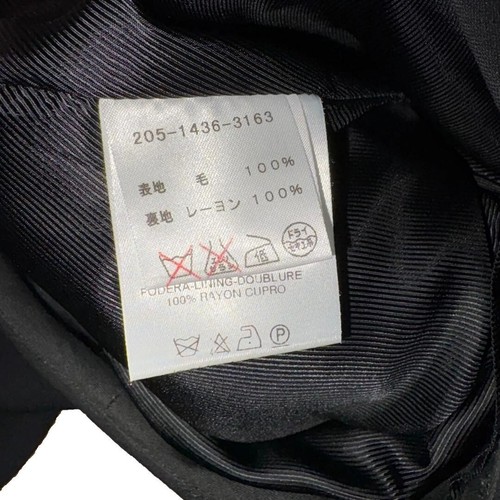 205-1436-3163
表地 毛 100%
裏地 レーヨン 100%
低 ドライ
FODERA-LINING-DOUBLURE
100% RAYON CUPRO
P